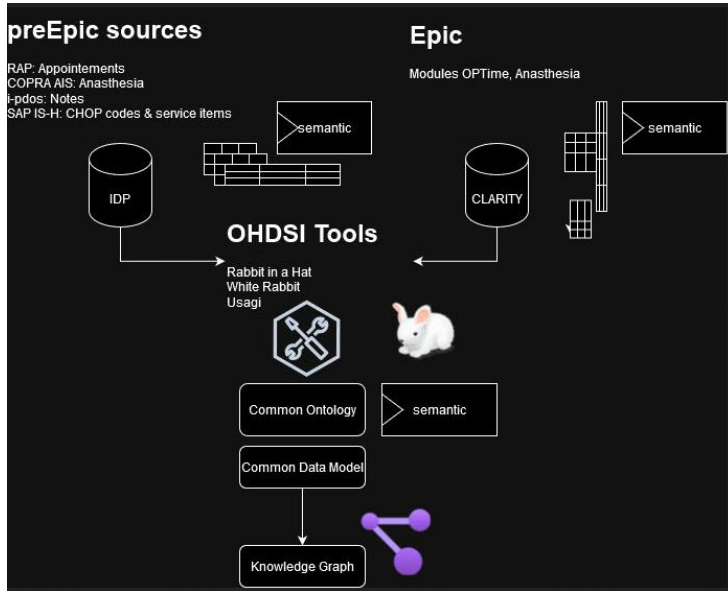 preEpic sources
RAP: Appointements
COPRA AIS: Anasthesia
i-pdos: Notes
SAP IS-H: CHOP codes & service items
semantic
IDP
Epic
Modules OPTime, Anasthesia
semantic
CLARITY
OHDSI Tools
Rabbit in a Hat
White Rabbit
Usagi
Common Ontology
semantic
Common Data Model
Knowledge Graph